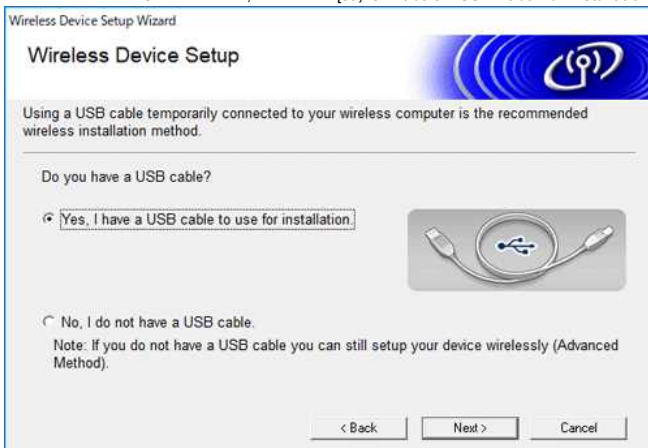 Wireless Device Setup Wizard
Wireless Device Setup
Using a USB cable temporarily connected to your wireless computer is the recommended
wireless installation method.
Do you have a USB cable?
Yes, I have a USB cable to use for installation.
No, I do not have a USB cable.
Note: If you do not have a USB cable you can still setup your device wirelessly (Advanced
Method).
< Back
Next >
Cancel